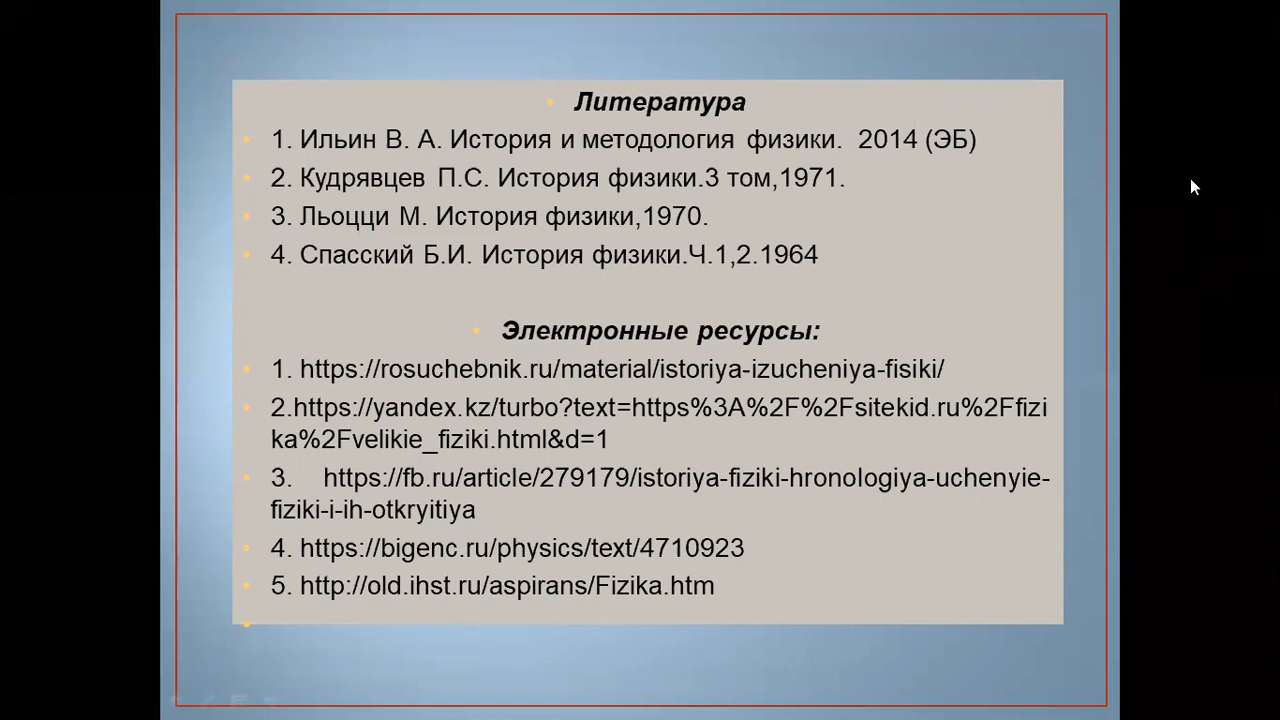 Литература
1. Ильин В. А. История и методология физики. 2014 (ЭБ)
2. Кудрявцев П.С. История физики.3 том,1971.
3. Льоцци М. История физики,1970.
4. Спасский Б.И. История физики.Ч.1,2.1964
Электронные ресурсы:
1. https://rosuchebnik.ru/material/istoriya-izucheniya-fisiki/
2.https://yandex.kz/turbo?text=https%3A%2F%2Fsitekid.ru%2Ffizi
ka%2Fvelikie_fiziki.html&d=1
3. https://fb.ru/article/279179/istoriya-fiziki-hronologiya-uchenyie-
fiziki-i-ih-otkryitiya
4. https://bigenc.ru/physics/text/4710923
5. http://old.ihst.ru/aspirans/Fizika.htm